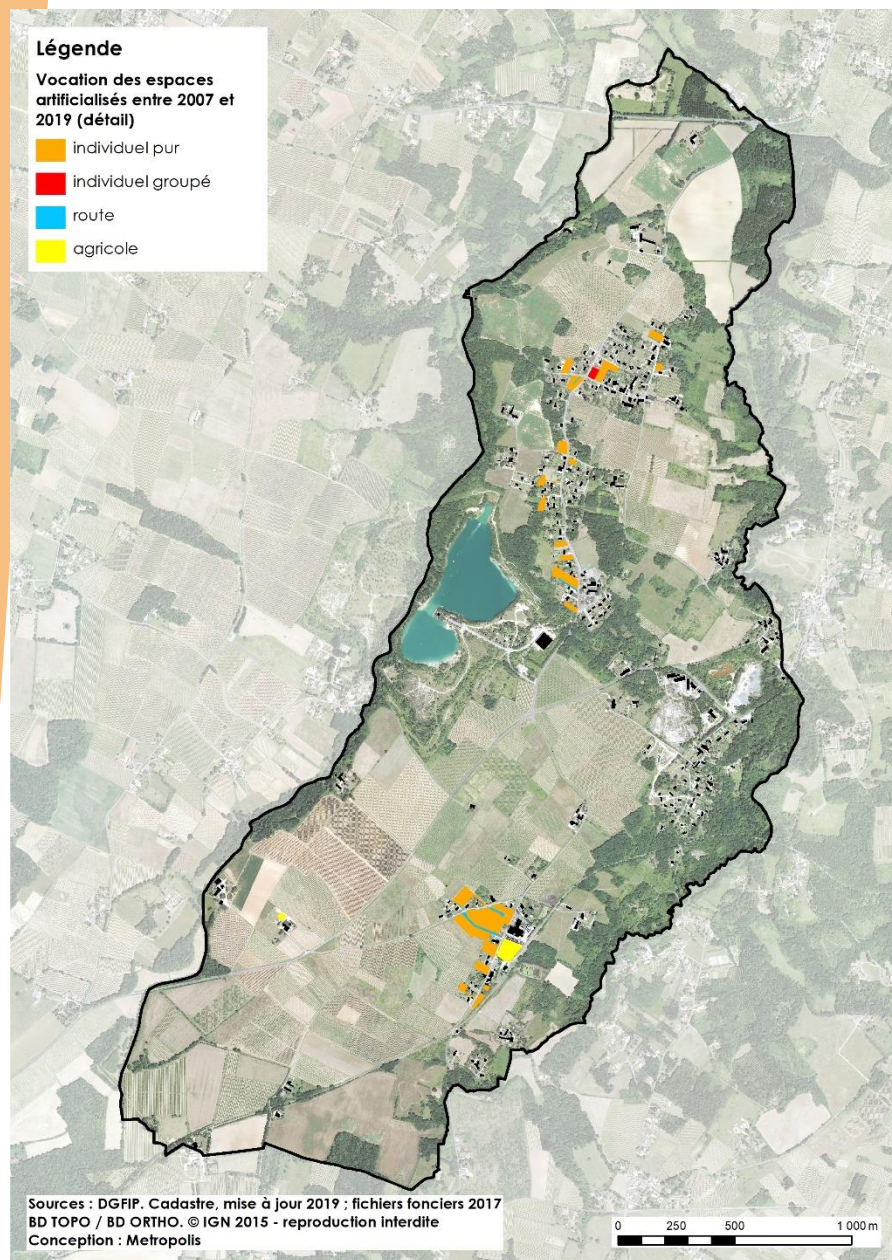 Légende
Vocation des espaces
artificialisés entre 2007 et
2019 (détail)
individuel pur
individuel groupé
route
agricole
Sources : DGFIP. Cadastre, mise à jour 2019 ; fichiers fonciers 2017
BD TOPO / BD ORTHO. © IGN 2015 - reproduction interdite
Conception : Metropolis
0 250 500 1 000 m